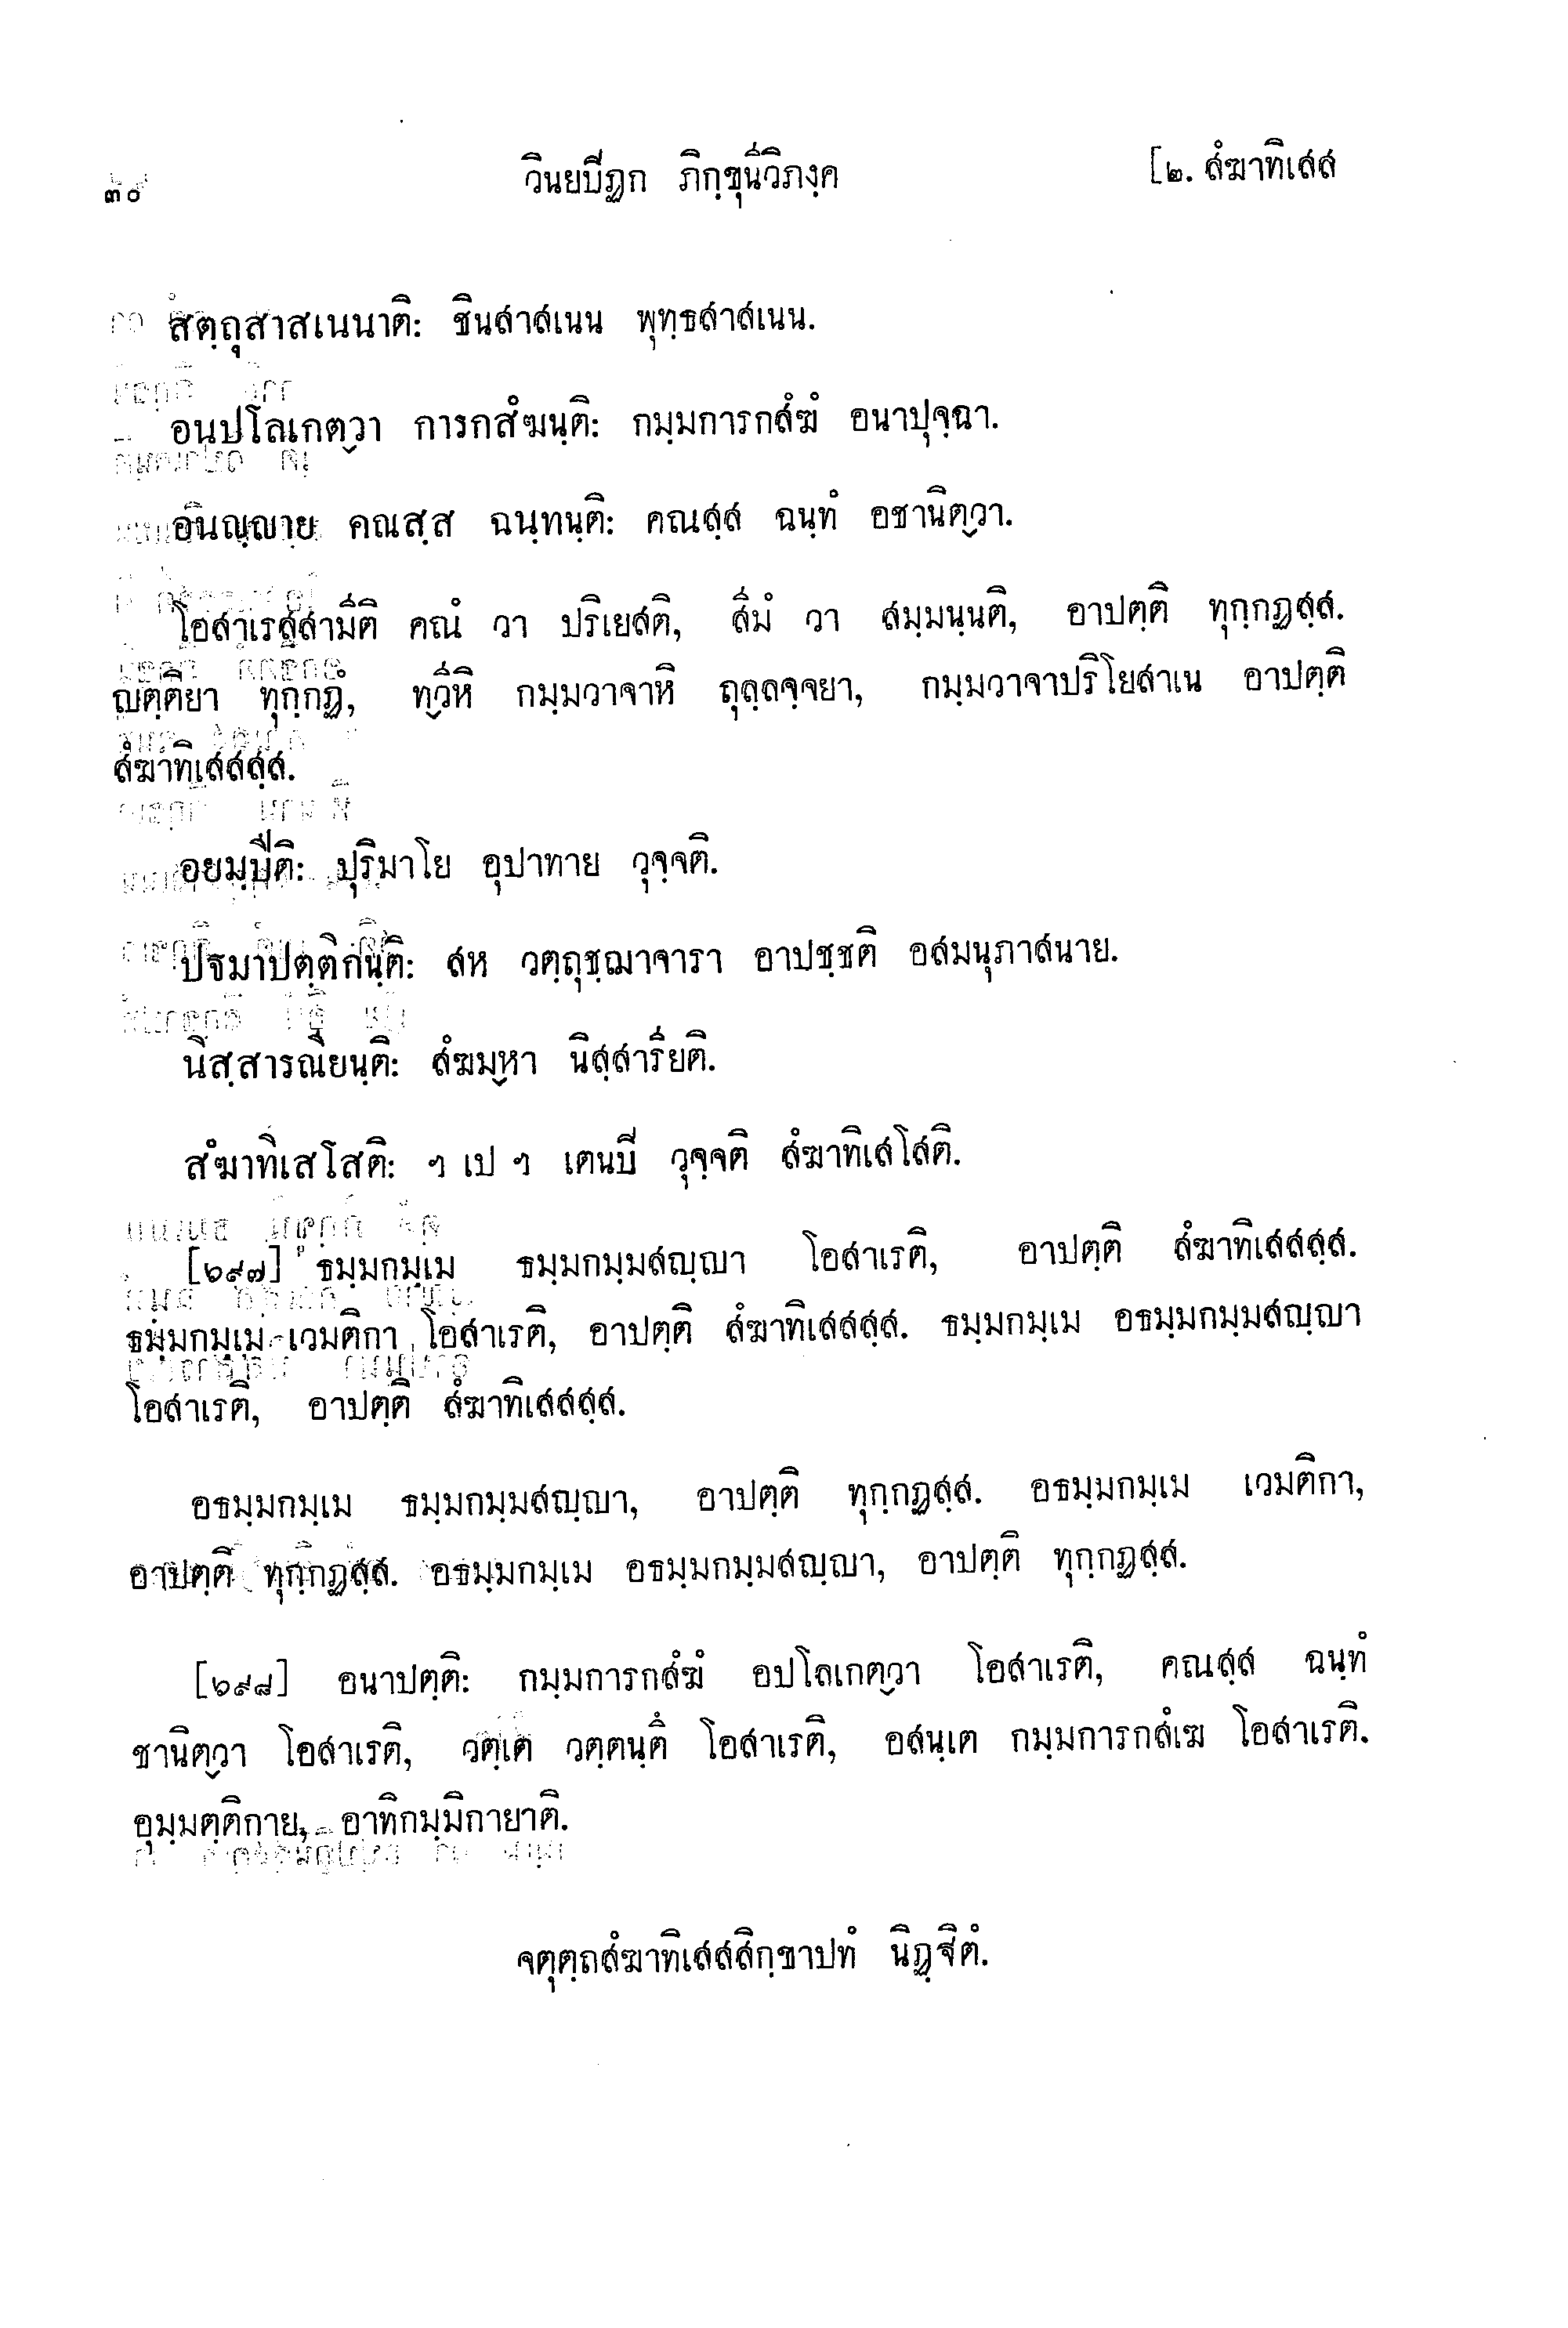 ๓๐ วินยปิฏก ภิกฺขุนีวิภงฺค [๒. สํฆาทิเสส
สตฺถุสาสเนนาติ: ชินสาสเนน พุทฺธสาสเนน.
อนปโลเกตฺวา การกสํฆนฺติ: กมฺมการกสํฆํ อนาปุจฺฉา.
อนญฺญาย คณสฺส ฉนฺทนฺติ: คณสฺส ฉนฺทํ อชานิตฺวา.
โอสาเรสฺสามีติ คณํ วา ปริเยสติ, สีมํ วา สมฺมนฺนติ, อาปตฺติ ทุกฺกฏสฺส.
ญตฺติยา ทุกฺกฏํ, ทฺวีหิ กมฺมวาจาหิ ถุลฺลจฺจยา, กมฺมวาจาปริโยสาเน อาปตฺติ
สํฆาทิเสสสฺส.
อยมฺปีติ: ปุริมาโย อุปาทาย วุจฺจติ.
ปฐมาปตฺติกนฺติ: สห วตฺถุชฺฌาจารา อาปชฺชติ อสมนุภาสนาย.
นิสฺสารณียนฺติ: สํฆมฺหา นิสฺสารียติ.
สํฆาทิเสโสติ: ฯ เป ฯ เตนปิ วุจฺจติ สํฆาทิเสโสติ.
[๖๙๗] ธมฺมกมฺเม ธมฺมกมฺมสญฺญา โอสาเรติ, อาปตฺติ สํฆาทิเสสสฺส.
ธมฺมกมฺเม เวมติกา โอสาเรติ, อาปตฺติ สํฆาทิเสสสฺส. ธมฺมกมฺเม อธมฺมกมฺมสญฺญา
โอสาเรติ, อาปตฺติ สํฆาทิเสสสฺส.
อธมฺมกมฺเม ธมฺมกมฺมสญฺญา, อาปตฺติ ทุกฺกฏสฺส. อธมฺมกมฺเม เวมติกา,
อาปตฺติ ทุกฺกฏสฺส. อธมฺมกมฺเม อธมฺมกมฺมสญฺญา, อาปตฺติ ทุกฺกฏสฺส.
[๖๙๘] อนาปตฺติ: กมฺมการกสํฆํ อปโลเกตฺวา โอสาเรติ, คณสฺส ฉนฺทํ
ชานิตฺวา โอสาเรติ, วตฺเต วตฺตนฺตึ โอสาเรติ, อสนฺเต กมฺมการกสํเฆ โอสาเรติ.
อุมฺมตฺติกาย, อาทิกมฺมิกายาติ.
จตุตฺถสํฆาทิเสสสิกฺขาปทํ นิฏฺฐิตํ.